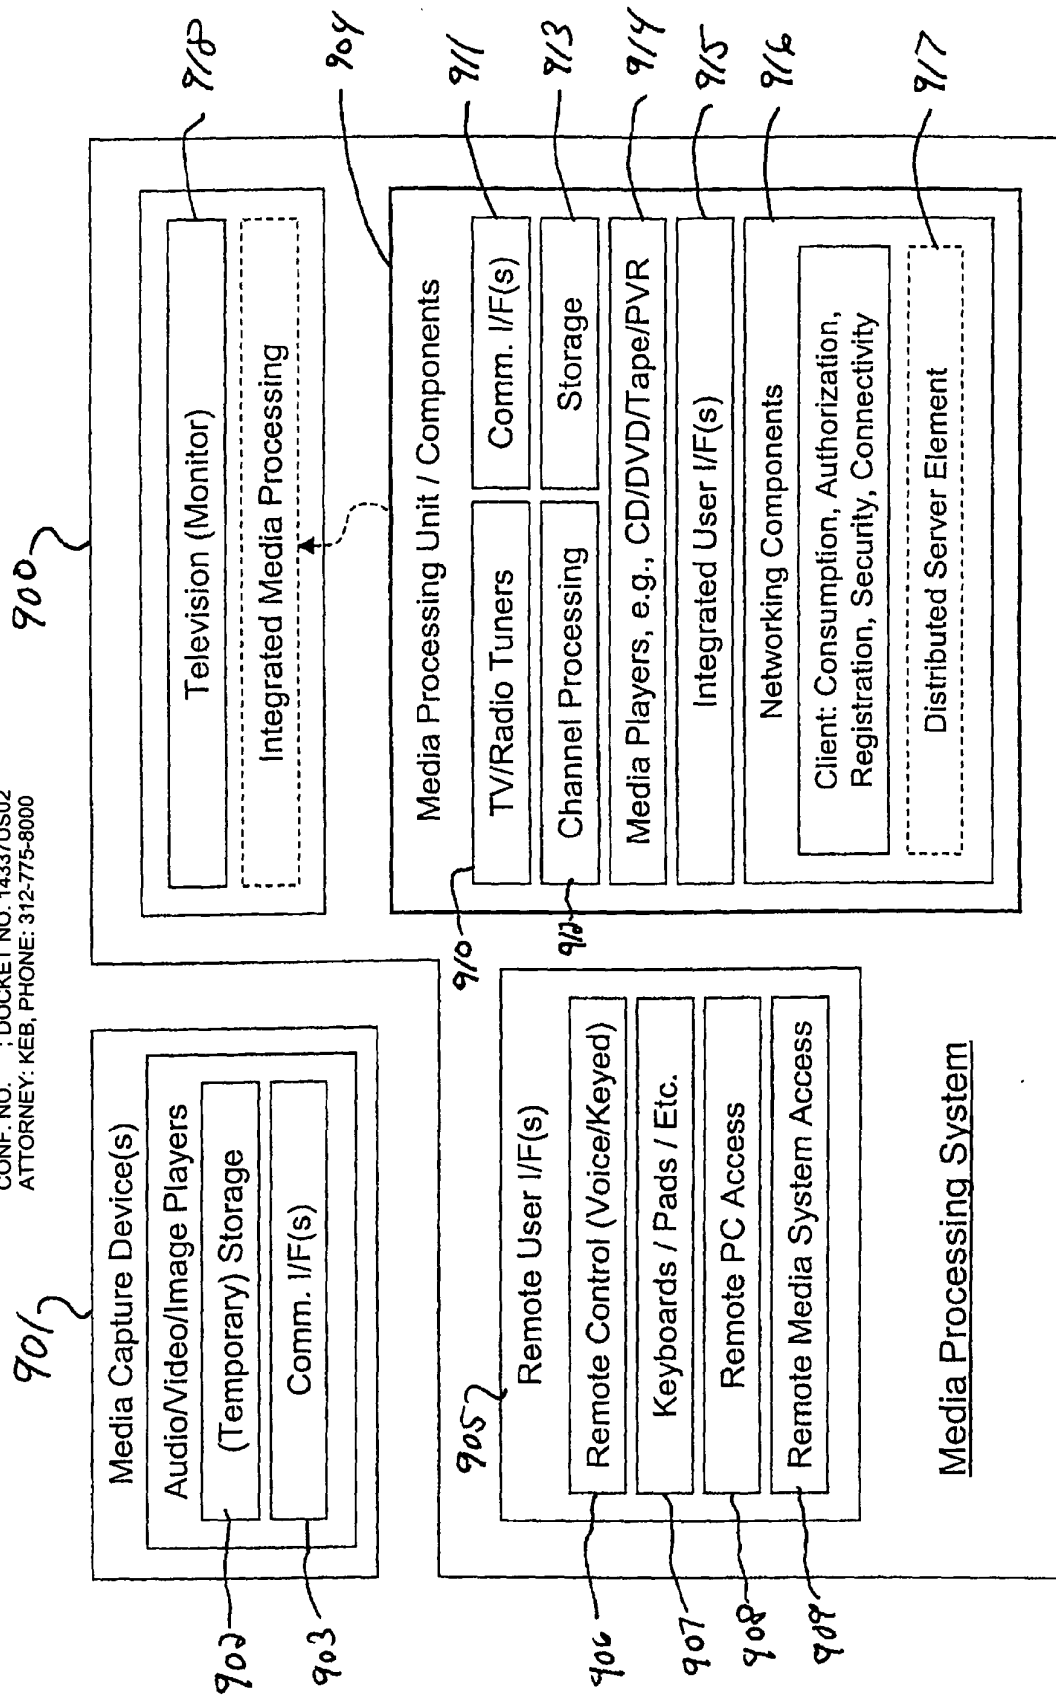 CONF. NO. : DOCKET NO. 14337US02
ATTORNEY: KEB, PHONE: 312-775-8000
901
900
Media Capture Device(s)
Audio/Video/Image Players
(Temporary) Storage
Comm. I/F(s)
902
903
918
Television (Monitor)
Integrated Media Processing
904
Media Processing Unit / Components
910
TV/Radio Tuners
Comm. I/F(s)
911
912
Channel Processing
Storage
913
Media Players, e.g., CD/DVD/Tape/PVR
914
Integrated User I/F(s)
915
Networking Components
916
Client: Consumption, Authorization,
Registration, Security, Connectivity
Distributed Server Element
917
905
Remote User I/F(s)
Remote Control (Voice/Keyed)
906
Keyboards / Pads / Etc.
907
Remote PC Access
908
Remote Media System Access
909
Media Processing System